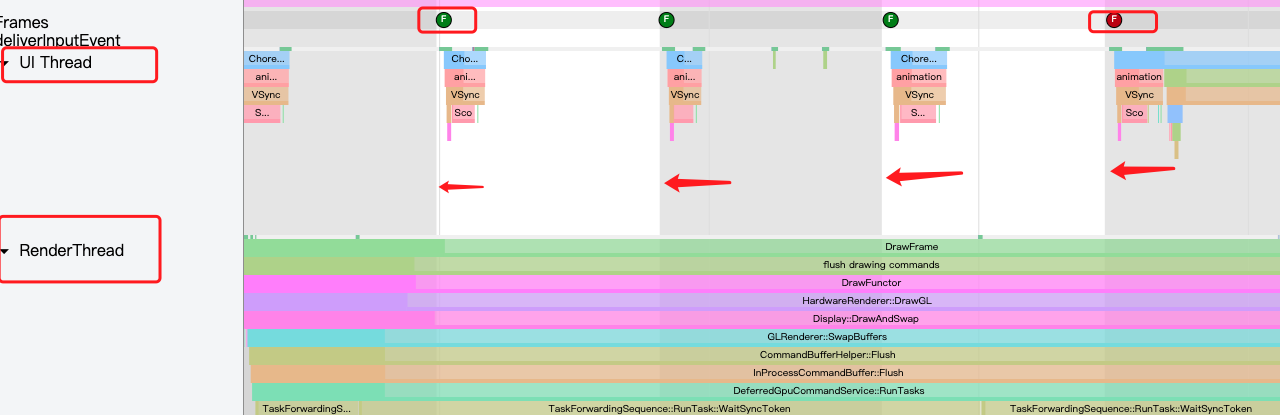 F F F F
Frames
deliverInputEvent
UI Thread
Chore... Cho... C... Chore...
ani... ani... ani... animation animation
VSync VSync VSync VSync VSync
S... Sco S... Sco
RenderThread
DrawFrame
flush drawing commands
DrawFunctor
HardwareRenderer::DrawGL
Display::DrawAndSwap
GLRenderer::SwapBuffers
CommandBufferHelper::Flush
InProcessCommandBuffer::Flush
DeferredGpuCommandService::RunTasks
TaskForwardingS... TaskForwardingSequence::RunTask::WaitSyncToken TaskForwardingSequence::RunTask::WaitSyncToken